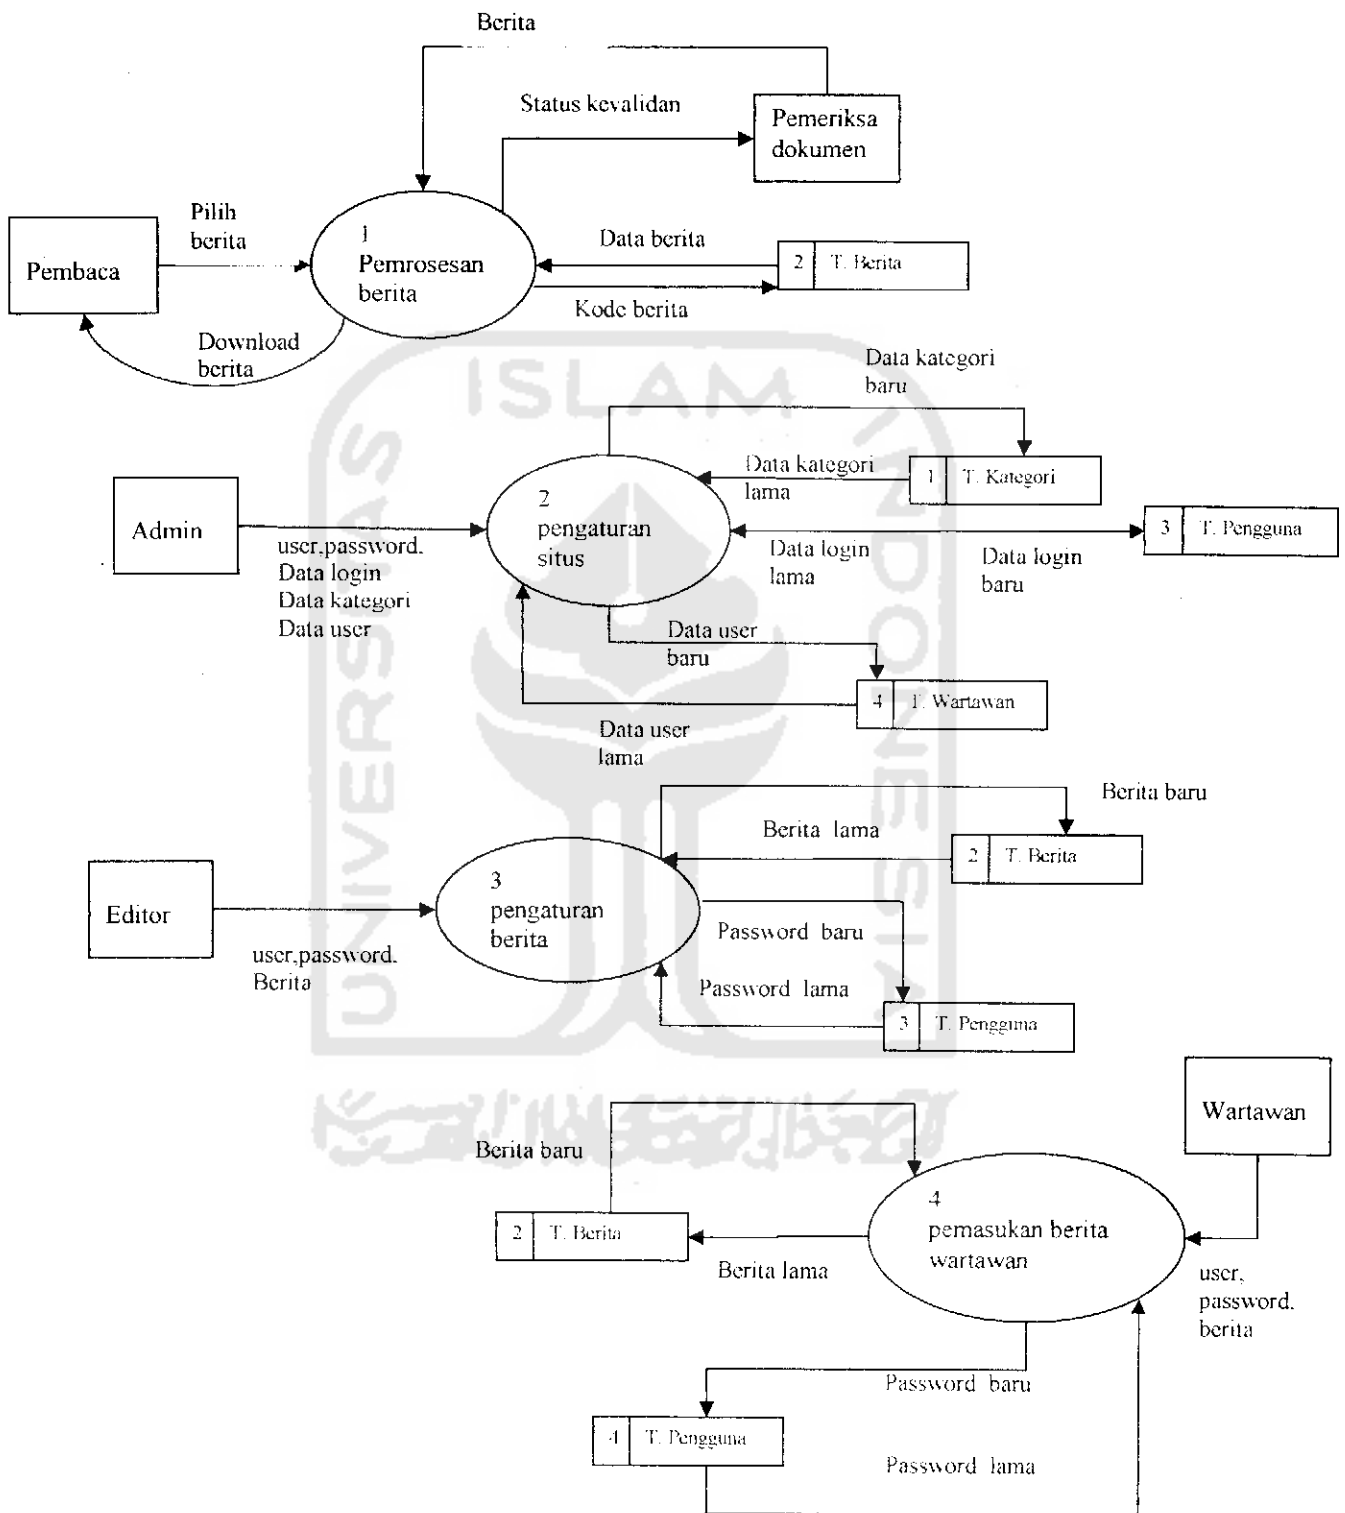 Berita
Status kevalidan
Pemeriksa
dokumen
Pilih
berita
Pembaca
1
Pemrosesan
berita
Data berita
2 T. Berita
Kode berita
Download
berita
Data kategori
baru
ISLAM
UNIVERSITAS
INDONESIA
Admin
user,password.
Data login
Data kategori
Data user
2
pengaturan
situs
Data kategori
lama
1 T. Kategori
Data login
lama
Data login
baru
3 T. Pengguna
Data user
baru
4 T. Wartawan
Data user
lama
Editor
user,password.
Berita
3
pengaturan
berita
Berita baru
Berita lama
2 T. Berita
Password baru
Password lama
3 T. Pengguna
Wartawan
Berita baru
2 T. Berita
Berita lama
4
pemasukan berita
wartawan
user,
password.
berita
Password baru
4 T. Pengguna
Password lama